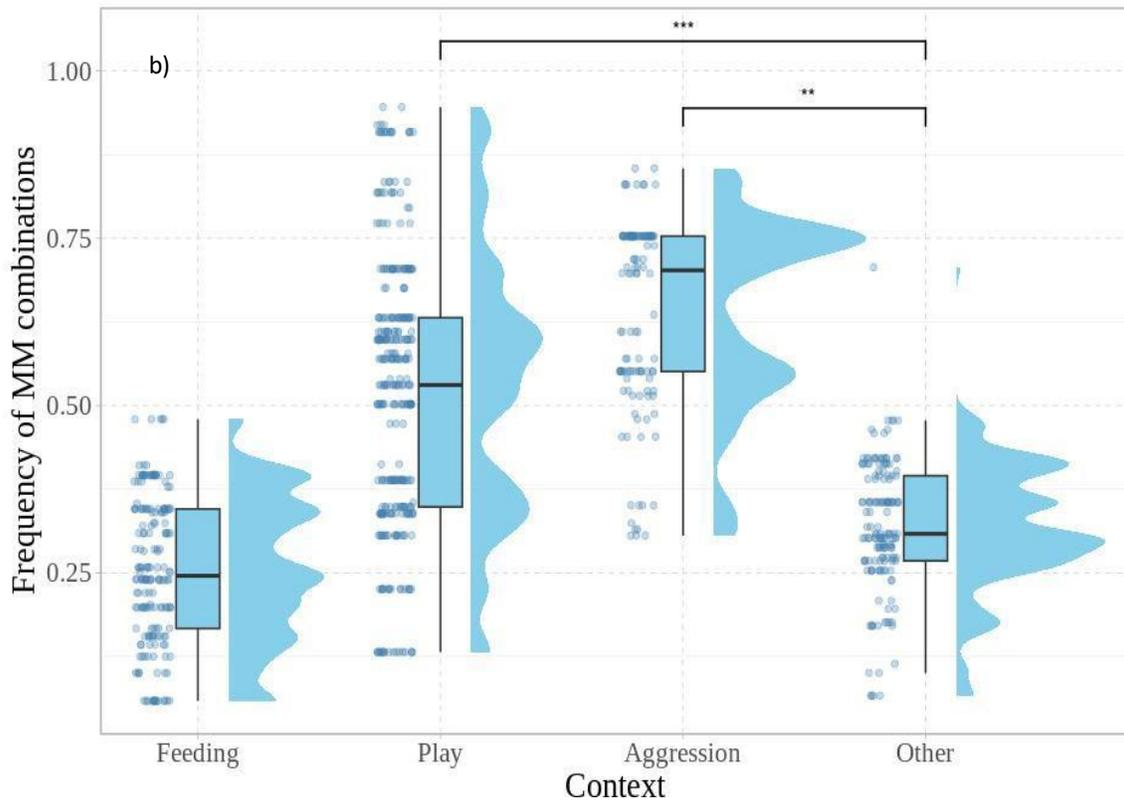 ***
b)
1.00
**
0.75
0.50
0.25
Frequency of MM combinations
Feeding Play Aggression Other
Context